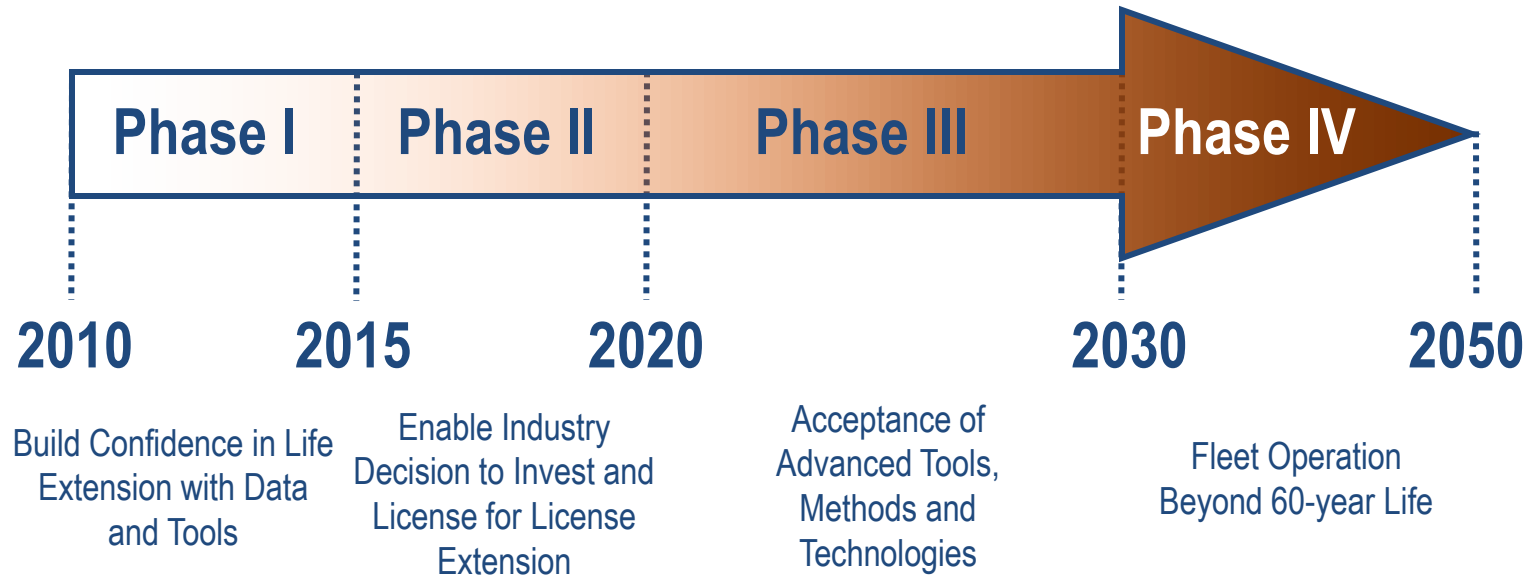 Phase I
Phase II
Phase III
Phase IV
2010
2015
2020
2030
2050
Build Confidence in Life
Extension with Data
and Tools
Enable Industry
Decision to Invest and
License for License
Extension
Acceptance of
Advanced Tools,
Methods and
Technologies
Fleet Operation
Beyond 60-year Life